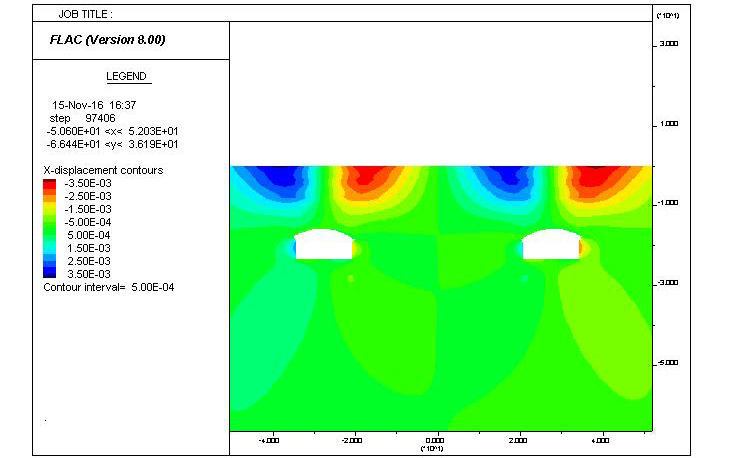 JOB TITLE :
FLAC (Version 8.00)
LEGEND
15-Nov-16 16:37
step 97406
-5.060E+01 <x< 5.203E+01
-6.644E+01 <y< 3.619E+01
X-displacement contours
-3.50E-03
-2.50E-03
-1.50E-03
-5.00E-04
5.00E-04
1.50E-03
2.50E-03
3.50E-03
Contour interval= 5.00E-04
(*10^1)
3.000
1.000
-1.000
-3.000
-5.000
-4.000 -2.000 0.000 2.000 4.000
(*10^1)